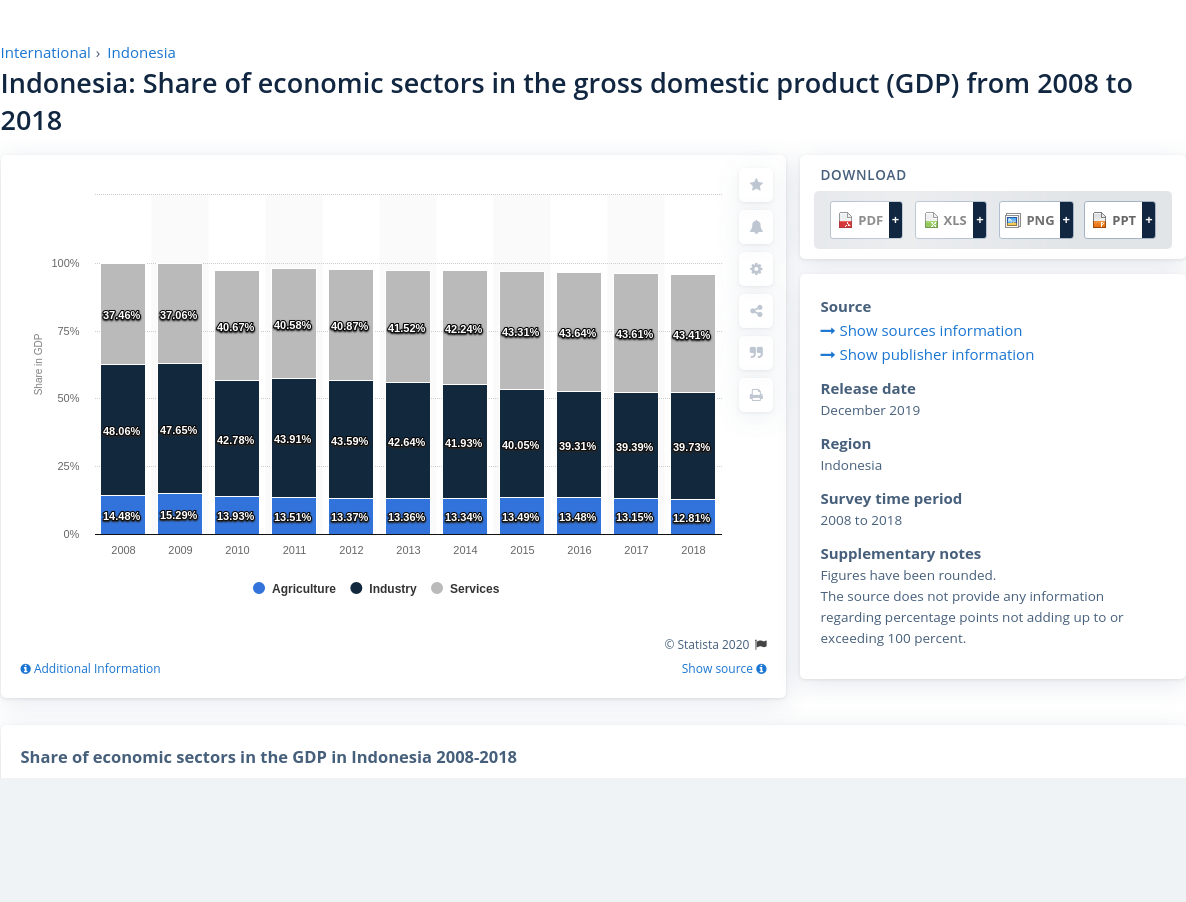 International › Indonesia
Indonesia: Share of economic sectors in the gross domestic product (GDP) from 2008 to
2018
DOWNLOAD
PDF +
XLS +
PNG +
PPT +
Share in GDP
100%
75%
50%
25%
0%
37.46% 37.06% 40.67% 40.58% 40.87% 41.52% 42.24% 43.31% 43.64% 43.61% 43.41%
48.06% 47.65% 42.78% 43.91% 43.59% 42.64% 41.93% 40.05% 39.31% 39.39% 39.73%
14.48% 15.29% 13.93% 13.51% 13.37% 13.36% 13.34% 13.49% 13.48% 13.15% 12.81%
2008 2009 2010 2011 2012 2013 2014 2015 2016 2017 2018
Agriculture Industry Services
© Statista 2020
Additional Information
Show source
Source
Show sources information
Show publisher information
Release date
December 2019
Region
Indonesia
Survey time period
2008 to 2018
Supplementary notes
Figures have been rounded.
The source does not provide any information
regarding percentage points not adding up to or
exceeding 100 percent.
Share of economic sectors in the GDP in Indonesia 2008-2018